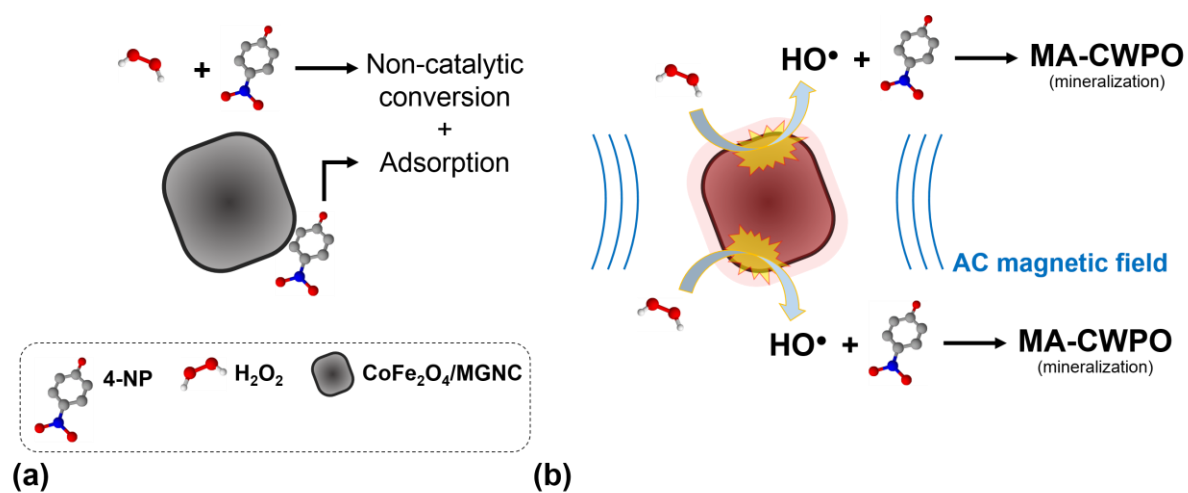 +
Non-catalytic
conversion
+
Adsorption
4-NP
H₂O₂
CoFe₂O₄/MGNC
(a)
HO• + MA-CWPO
(mineralization)
AC magnetic field
HO• + MA-CWPO
(mineralization)
(b)